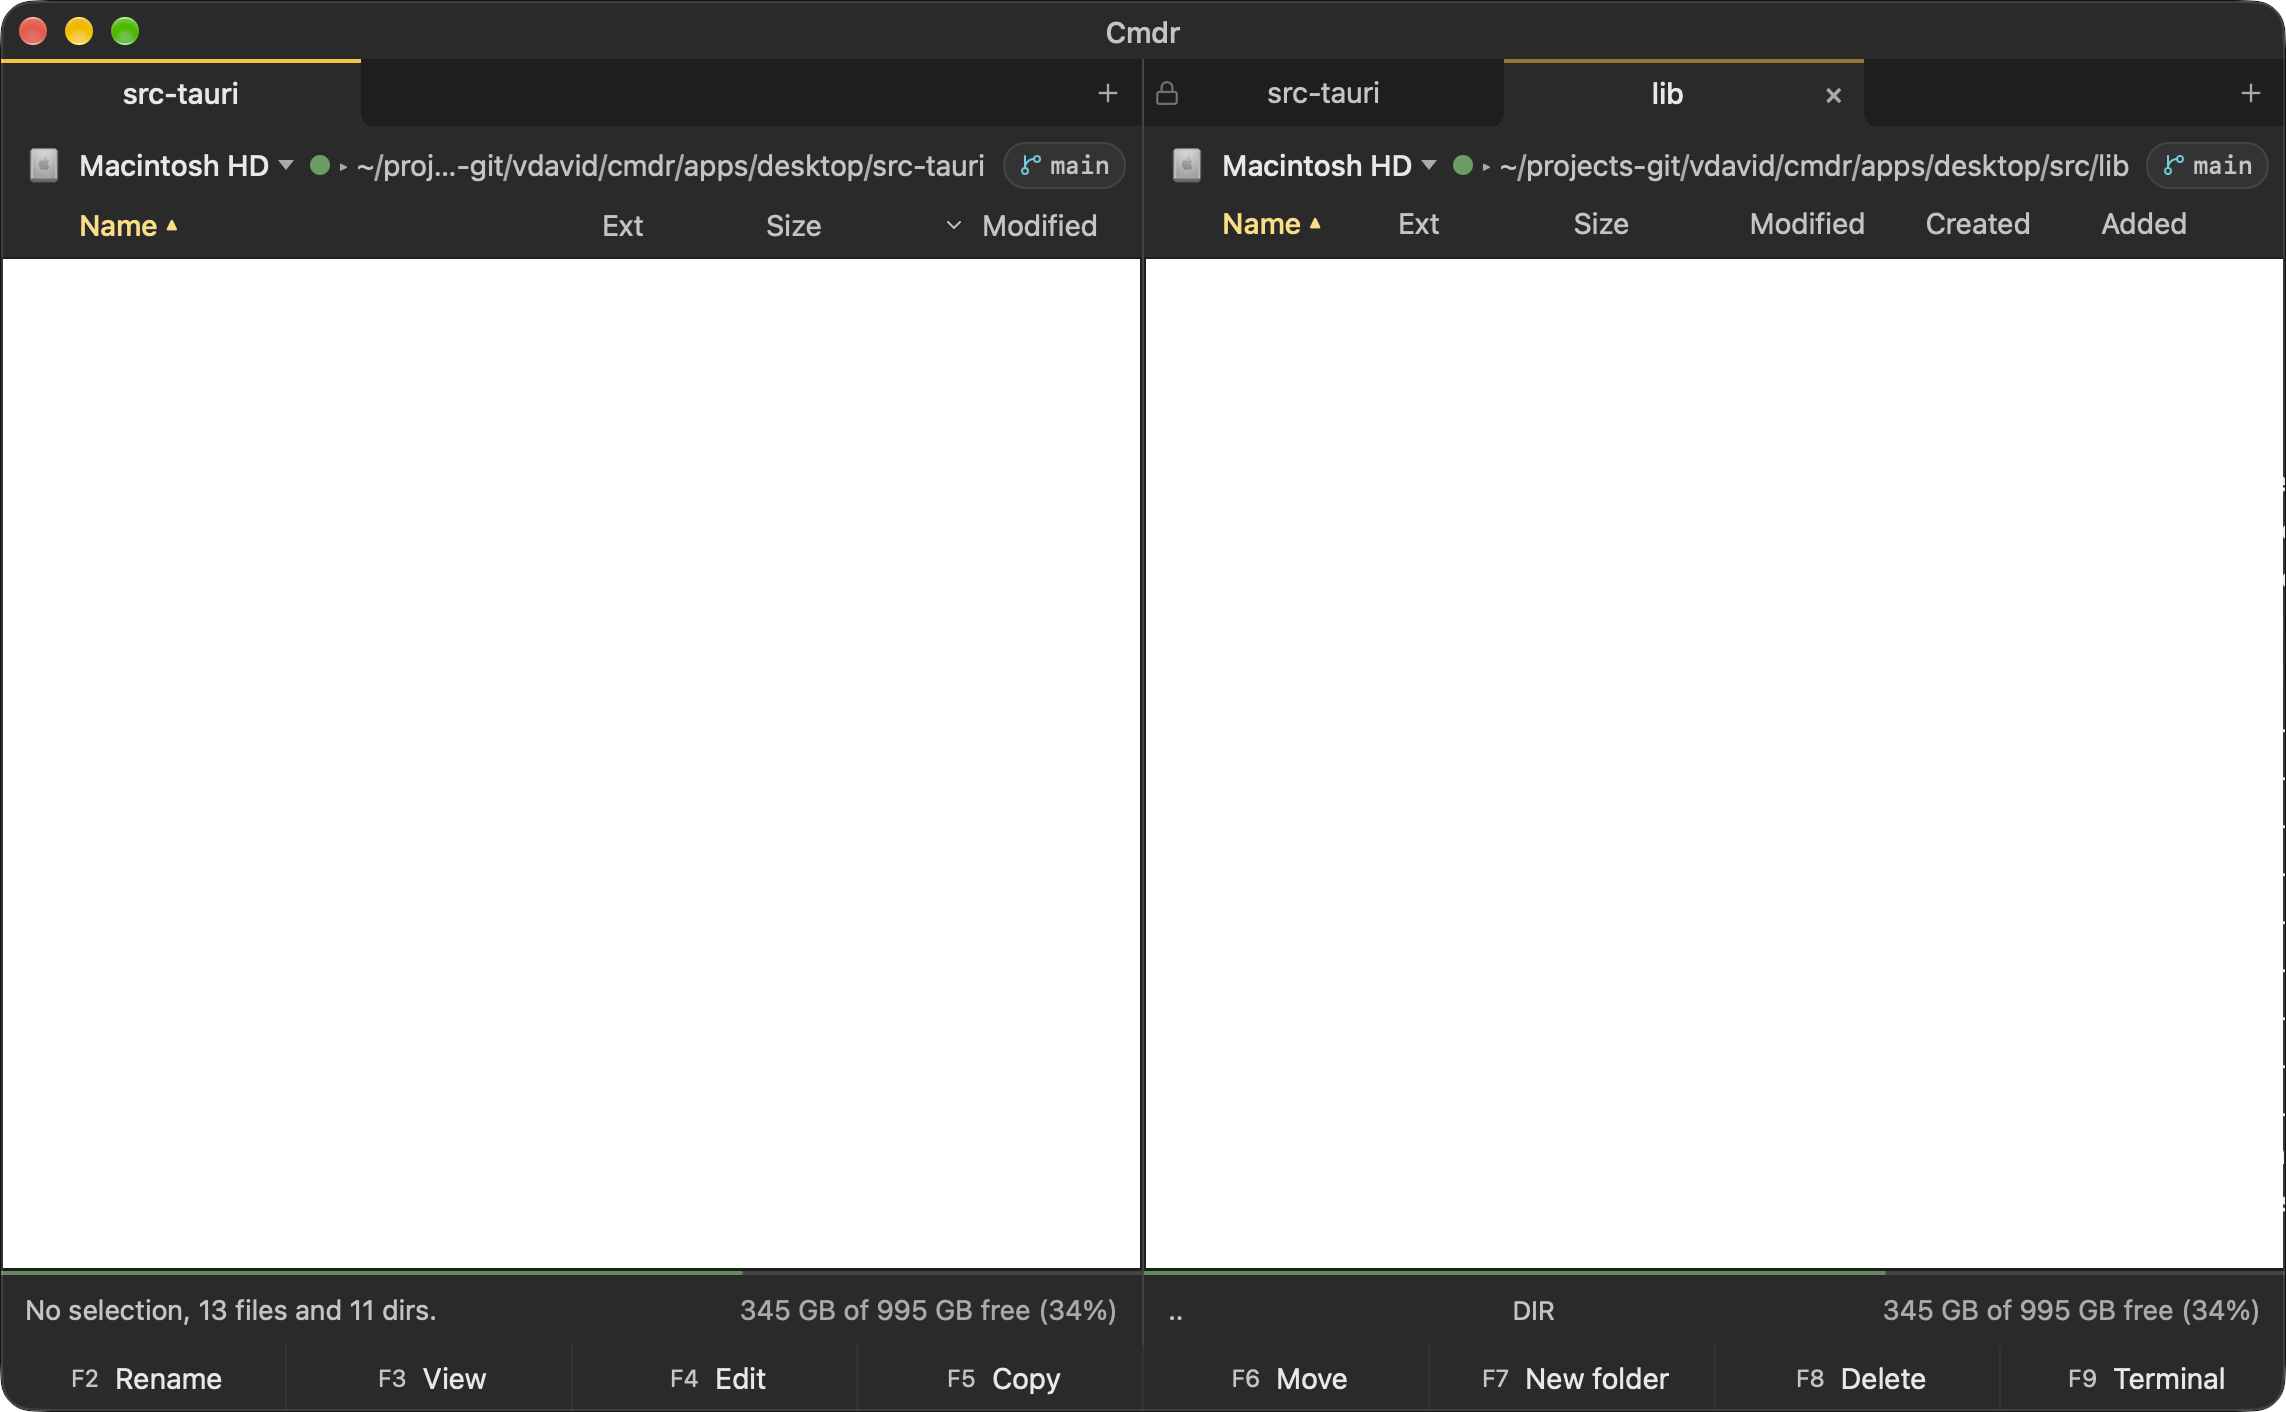 Cmdr
src-tauri
src-tauri
lib
Macintosh HD ~/proj...-git/vdavid/cmdr/apps/desktop/src-tauri main
Macintosh HD ~/projects-git/vdavid/cmdr/apps/desktop/src/lib main
Name Ext Size Modified
Name Ext Size Modified Created Added
No selection, 13 files and 11 dirs. 345 GB of 995 GB free (34%)
.. DIR 345 GB of 995 GB free (34%)
F2 Rename F3 View F4 Edit F5 Copy F6 Move F7 New folder F8 Delete F9 Terminal